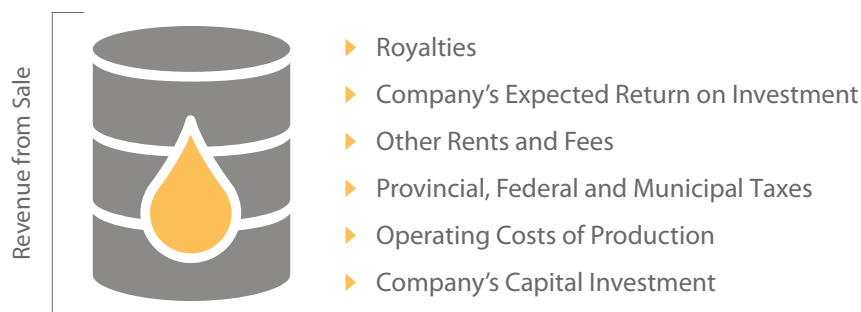 Revenue from Sale
Royalties
Company’s Expected Return on Investment
Other Rents and Fees
Provincial, Federal and Municipal Taxes
Operating Costs of Production
Company’s Capital Investment